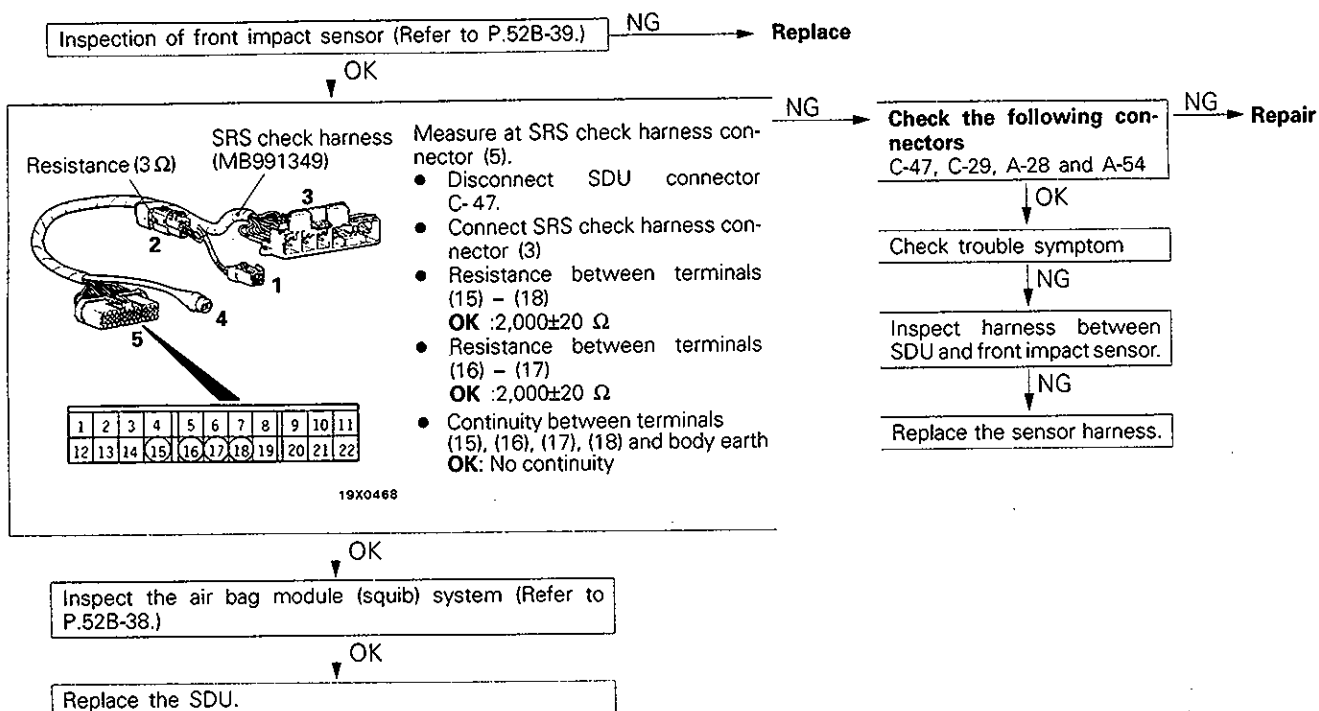 Inspection of front impact sensor (Refer to P.52B-39.)
NG
Replace
OK
Resistance (3 Ω)
SRS check harness
(MB991349)
3
2
1
4
5
1 2 3 4 5 6 7 8 9 10 11
12 13 14 15 16 17 18 19 20 21 22
19X0468
Measure at SRS check harness con-
nector (5).
● Disconnect SDU connector
C-47.
● Connect SRS check harness con-
nector (3)
● Resistance between terminals
(15) – (18)
OK :2,000±20 Ω
● Resistance between terminals
(16) – (17)
OK :2,000±20 Ω
● Continuity between terminals
(15), (16), (17), (18) and body earth
OK: No continuity
NG
Check the following con-
nectors
C-47, C-29, A-28 and A-54
NG
Repair
OK
Check trouble symptom
NG
Inspect harness between
SDU and front impact sensor.
NG
Replace the sensor harness.
OK
Inspect the air bag module (squib) system (Refer to
P.52B-38.)
OK
Replace the SDU.